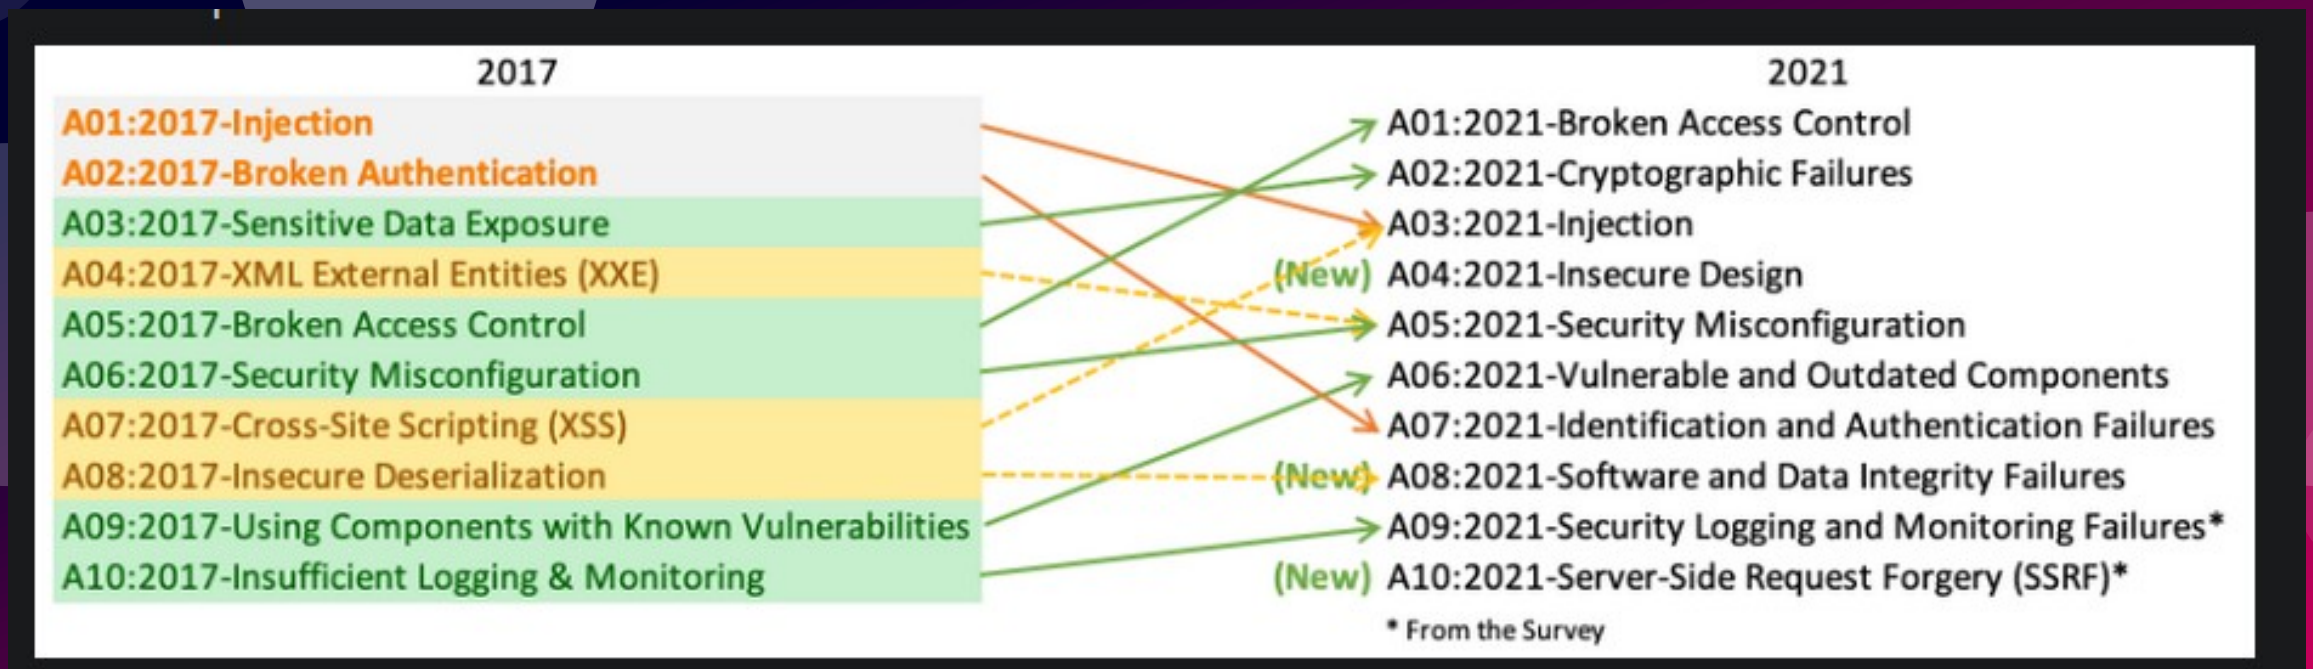 2017
A01:2017-Injection
A02:2017-Broken Authentication
A03:2017-Sensitive Data Exposure
A04:2017-XML External Entities (XXE)
A05:2017-Broken Access Control
A06:2017-Security Misconfiguration
A07:2017-Cross-Site Scripting (XSS)
A08:2017-Insecure Deserialization
A09:2017-Using Components with Known Vulnerabilities
A10:2017-Insufficient Logging & Monitoring
2021
A01:2021-Broken Access Control
A02:2021-Cryptographic Failures
A03:2021-Injection
(New) A04:2021-Insecure Design
A05:2021-Security Misconfiguration
A06:2021-Vulnerable and Outdated Components
A07:2021-Identification and Authentication Failures
(New) A08:2021-Software and Data Integrity Failures
A09:2021-Security Logging and Monitoring Failures*
(New) A10:2021-Server-Side Request Forgery (SSRF)*
* From the Survey